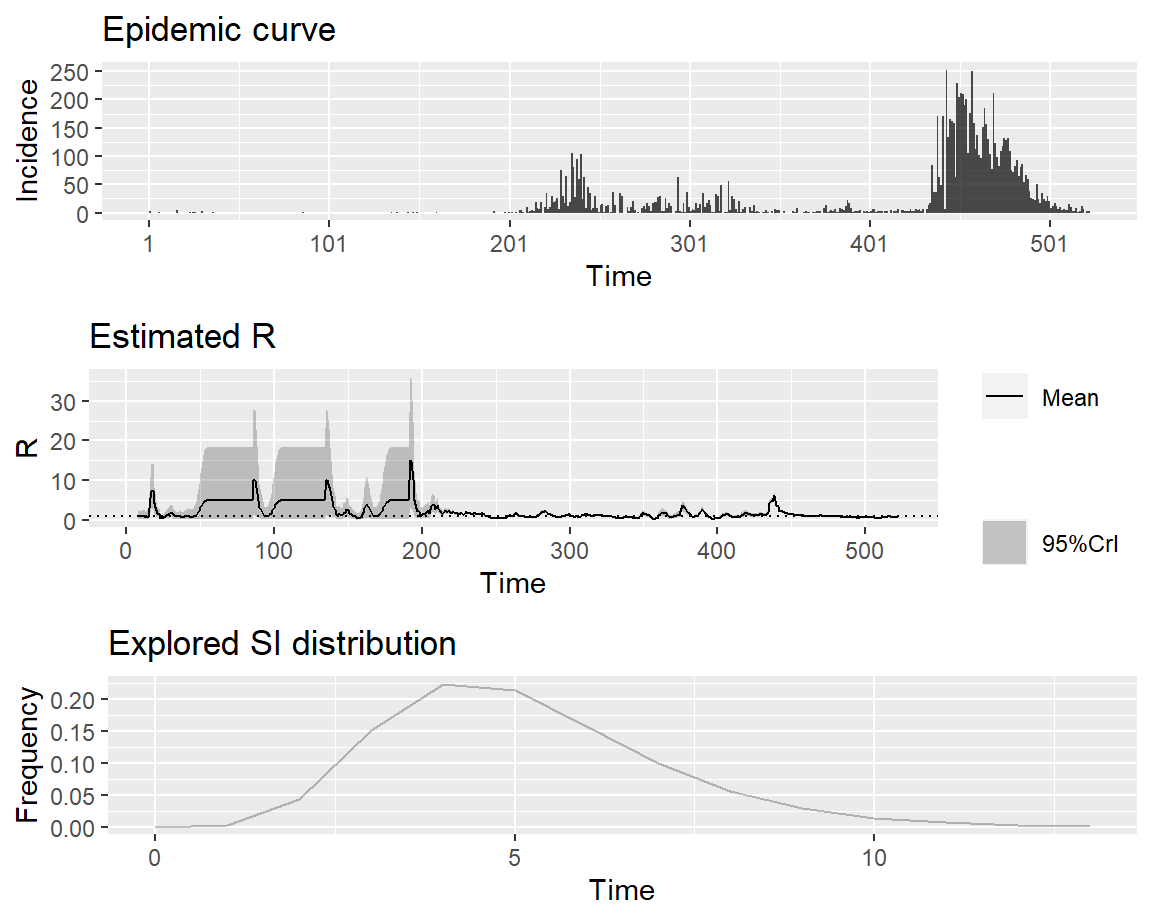 Epidemic curve
250
200
150
100
50
0
Incidence
1 101 201 301 401 501
Time
Estimated R
30
20
10
0
R
0 100 200 300 400 500
Time
Mean
95%CrI
Explored SI distribution
0.20
0.15
0.10
0.05
0.00
Frequency
0 5 10
Time